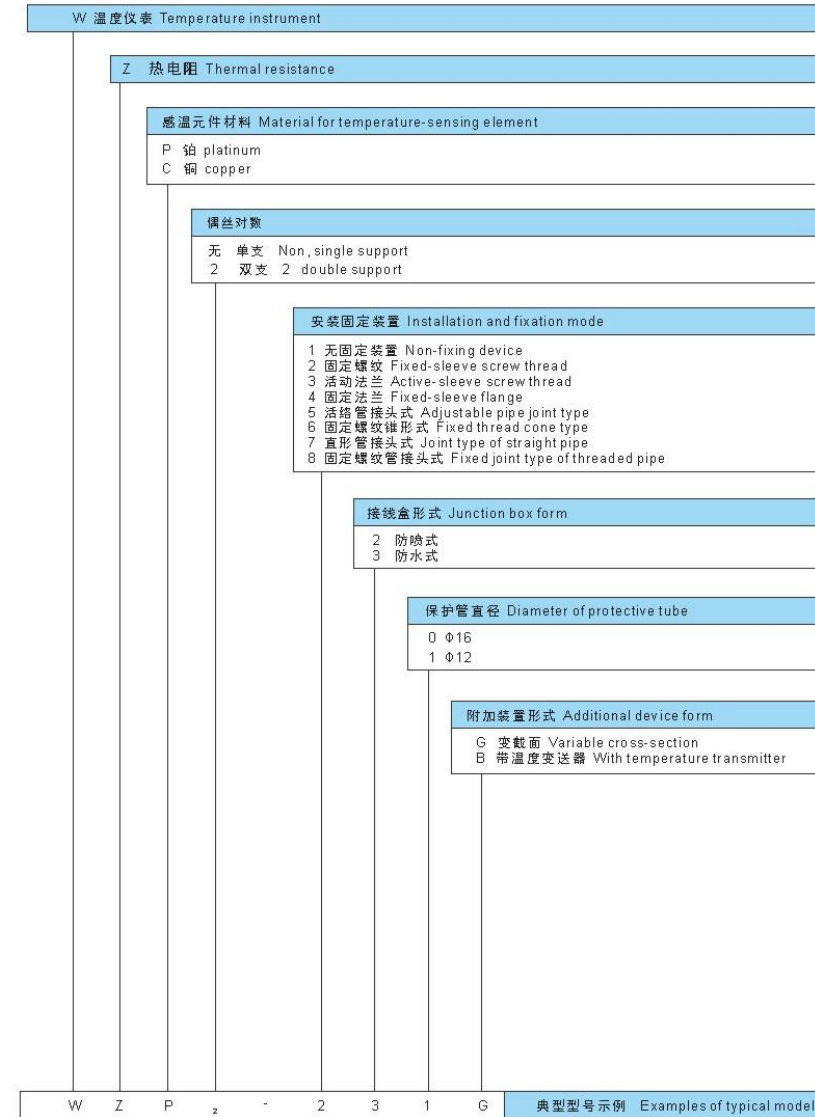 W 温度仪表 Temperature instrument
Z 热电阻 Thermal resistance
感温元件材料 Material for temperature-sensing element
P 铂 platinum
C 铜 copper
偶丝对数
无 单支 Non,single support
2 双支 2 double support
安装固定装置 Installation and fixation mode
1 无固定装置 Non-fixing device
2 固定螺纹 Fixed-sleeve screw thread
3 活动法兰 Active-sleeve screw thread
4 固定法兰 Fixed-sleeve flange
5 活络管接头式 Adjustable pipe joint type
6 固定螺纹锥形式 Fixed thread cone type
7 直形管接头式 Joint type of straight pipe
8 固定螺纹管接头式 Fixed joint type of threaded pipe
接线盒形式 Junction box form
2 防喷式
3 防水式
保护管直径 Diameter of protective tube
0 Φ16
1 Φ12
附加装置形式 Additional device form
G 变截面 Variable cross-section
B 带温度变送器 With temperature transmitter
W Z P 2 - 2 3 1 G 典型型号示例 Examples of typical model